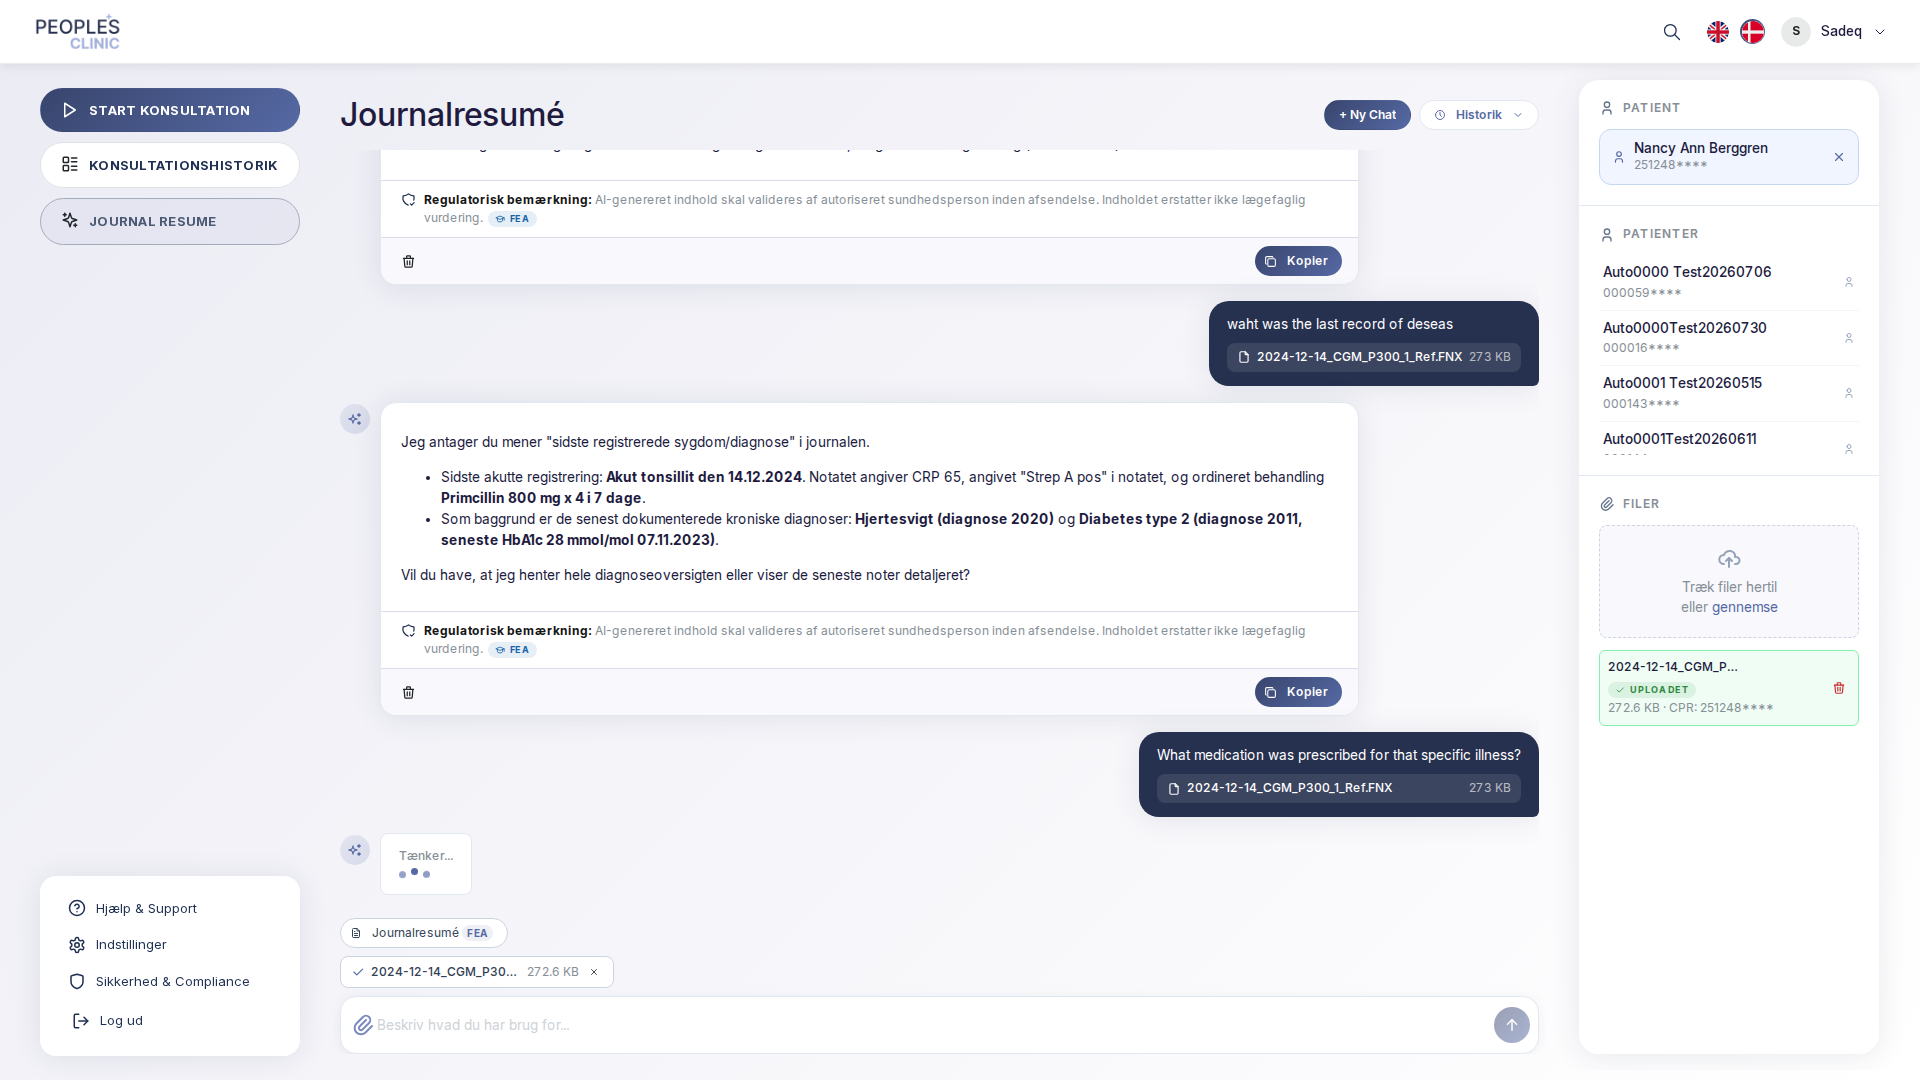 PEOPLES
CLINIC
S
Sadeq
START KONSULTATION
KONSULTATIONSHISTORIK
JOURNAL RESUME
Journalresumé
+ Ny Chat
Historik
Regulatorisk bemærkning: AI-genereret indhold skal valideres af autoriseret sundhedsperson inden afsendelse. Indholdet erstatter ikke lægefaglig
vurdering. FEA
Kopier
waht was the last record of deseas
2024-12-14_CGM_P300_1_Ref.FNX 273 KB
Jeg antager du mener "sidste registrerede sygdom/diagnose" i journalen.
• Sidste akutte registrering: Akut tonsillit den 14.12.2024. Notatet angiver CRP 65, angivet "Strep A pos" i notatet, og ordineret behandling
Primcillin 800 mg x 4 i 7 dage.
• Som baggrund er de senest dokumenterede kroniske diagnoser: Hjertesvigt (diagnose 2020) og Diabetes type 2 (diagnose 2011,
seneste HbA1c 28 mmol/mol 07.11.2023).
Vil du have, at jeg henter hele diagnoseoversigten eller viser de seneste noter detaljeret?
Regulatorisk bemærkning: AI-genereret indhold skal valideres af autoriseret sundhedsperson inden afsendelse. Indholdet erstatter ikke lægefaglig
vurdering. FEA
Kopier
What medication was prescribed for that specific illness?
2024-12-14_CGM_P300_1_Ref.FNX 273 KB
Tænker...
Journalresumé FEA
2024-12-14_CGM_P30... 272.6 KB
Beskriv hvad du har brug for...
Hjælp & Support
Indstillinger
Sikkerhed & Compliance
Log ud
PATIENT
Nancy Ann Berggren
251248****
PATIENTER
Auto0000 Test20260706
000059****
Auto0000Test20260730
000016****
Auto0001 Test20260515
000143****
Auto0001Test20260611
FILER
Træk filer hertil
eller gennemse
2024-12-14_CGM_P...
UPLOADET
272.6 KB · CPR: 251248****